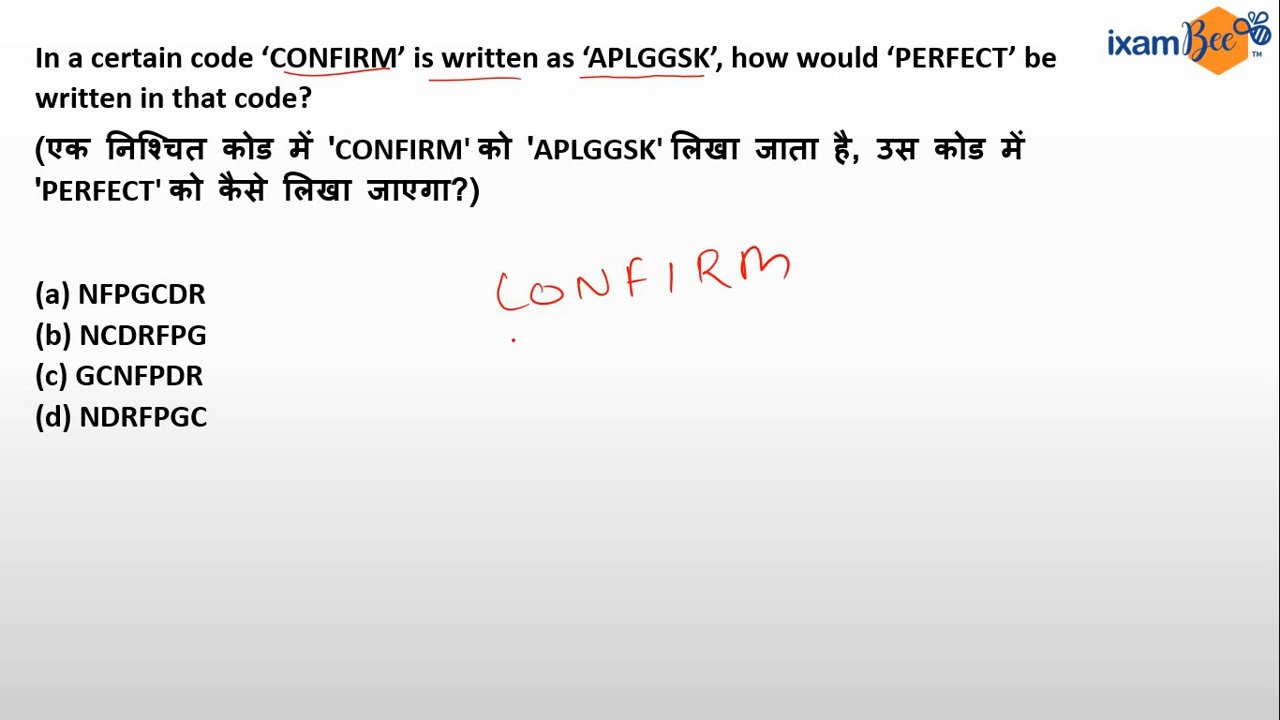 ixamBee
TM
In a certain code ‘CONFIRM’ is written as ‘APLGGSK’, how would ‘PERFECT’ be
written in that code?
(एक निश्चित कोड में 'CONFIRM' को 'APLGGSK' लिखा जाता है, उस कोड में
'PERFECT' को कैसे लिखा जाएगा?)
CONFIRM
(a) NFPGCDR
(b) NCDRFPG
(c) GCNFPDR
(d) NDRFPGC